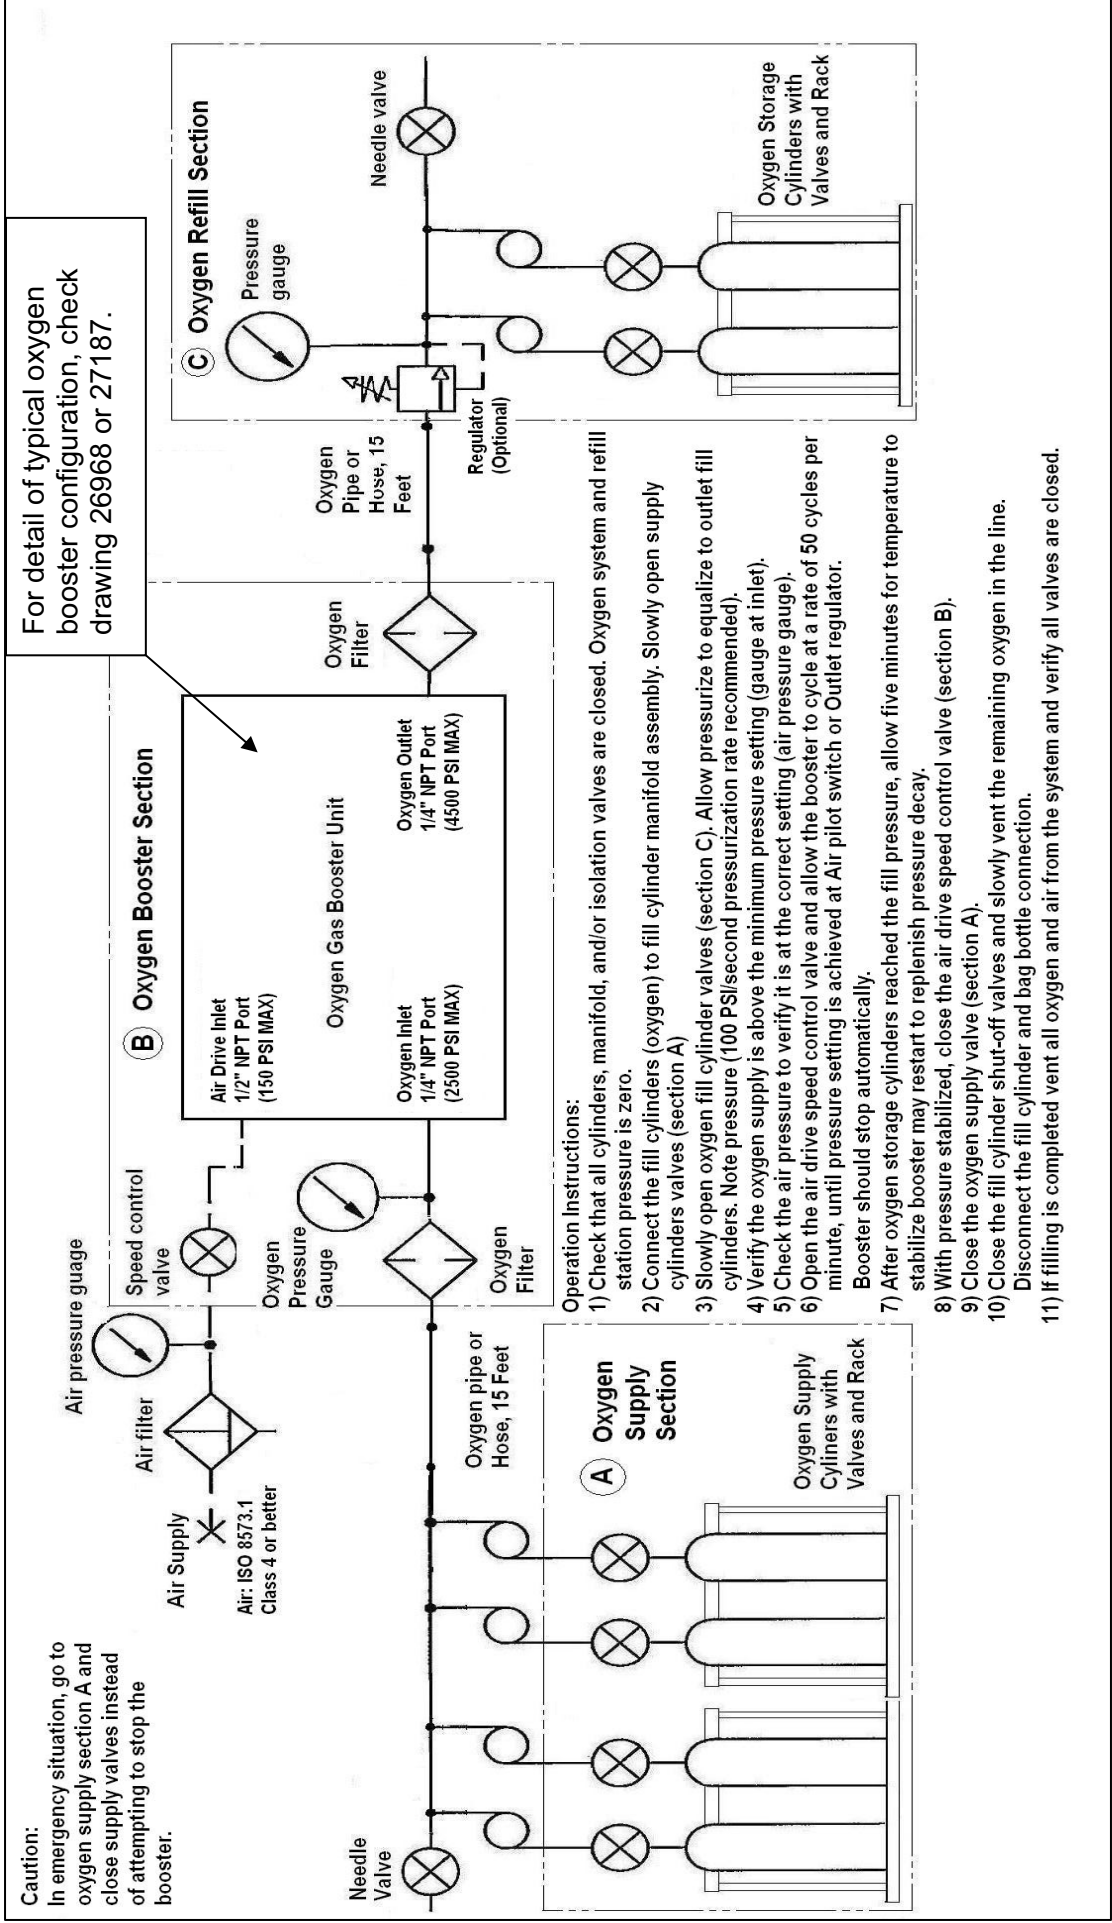 Caution:
In emergency situation, go to
oxygen supply section A and
close supply valves instead
of attempting to stop the
booster.
For detail of typical oxygen
booster configuration, check
drawing 26968 or 27187.
Air Supply
Air: ISO 8573.1
Class 4 or better
Air filter
Air pressure guage
Speed control
valve
B Oxygen Booster Section
Air Drive Inlet
1/2" NPT Port
(150 PSI MAX)
Oxygen Gas Booster Unit
Oxygen Inlet
1/4" NPT Port
(2500 PSI MAX)
Oxygen Outlet
1/4" NPT Port
(4500 PSI MAX)
Oxygen
Pressure
Gauge
Oxygen
Filter
Oxygen
Filter
Oxygen
Pipe or
Hose, 15
Feet
C Oxygen Refill Section
Pressure
gauge
Needle valve
Regulator
(Optional)
Oxygen Storage
Cylinders with
Valves and Rack
Needle
Valve
Oxygen pipe or
Hose, 15 Feet
A Oxygen
Supply
Section
Oxygen Supply
Cyliners with
Valves and Rack
Operation Instructions:
1) Check that all cylinders, manifold, and/or isolation valves are closed. Oxygen system and refill
station pressure is zero.
2) Connect the fill cylinders (oxygen) to fill cylinder manifold assembly. Slowly open supply
cylinders valves (section A)
3) Slowly open oxygen fill cylinder valves (section C). Allow pressurize to equalize to outlet fill
cylinders. Note pressure (100 PSI/second pressurization rate recommended).
4) Verify the oxygen supply is above the minimum pressure setting (gauge at inlet).
5) Check the air pressure to verify it is at the correct setting (air pressure gauge).
6) Open the air drive speed control valve and allow the booster to cycle at a rate of 50 cycles per
minute, until pressure setting is achieved at Air pilot switch or Outlet regulator.
Booster should stop automatically.
7) After oxygen storage cylinders reached the fill pressure, allow five minutes for temperature to
stabilize booster may restart to replenish pressure decay.
8) With pressure stabilized, close the air drive speed control valve (section B).
9) Close the oxygen supply valve (section A).
10) Close the fill cylinder shut-off valves and slowly vent the remaining oxygen in the line.
Disconnect the fill cylinder and bag bottle connection.
11) If filling is completed vent all oxygen and air from the system and verify all valves are closed.